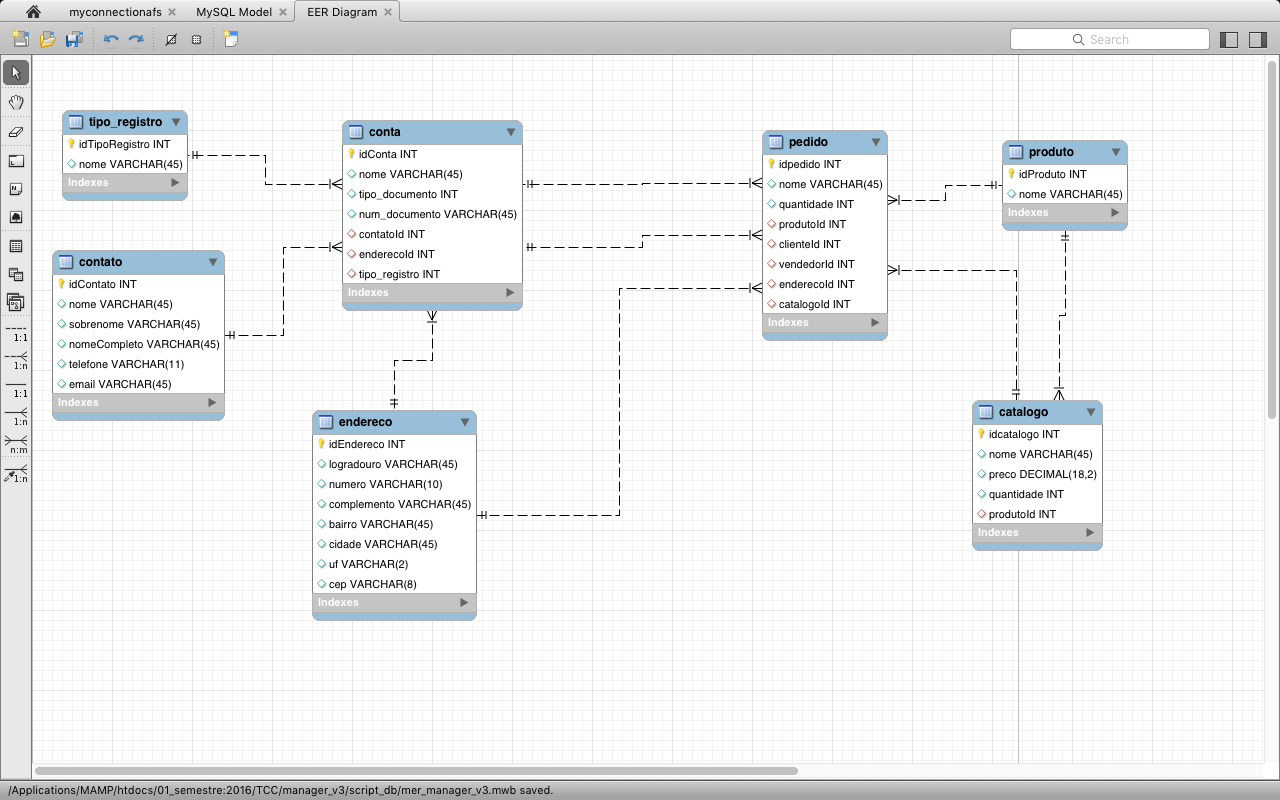 myconnectionafs
MySQL Model
EER Diagram
Search
1:1
1:n
1:1
1:n
n:m
1:n
tipo_registro
idTipoRegistro INT
nome VARCHAR(45)
Indexes
contato
idContato INT
nome VARCHAR(45)
sobrenome VARCHAR(45)
nomeCompleto VARCHAR(45)
telefone VARCHAR(11)
email VARCHAR(45)
Indexes
conta
idConta INT
nome VARCHAR(45)
tipo_documento INT
num_documento VARCHAR(45)
contatoId INT
enderecoId INT
tipo_registro INT
Indexes
endereco
idEndereco INT
logradouro VARCHAR(45)
numero VARCHAR(10)
complemento VARCHAR(45)
bairro VARCHAR(45)
cidade VARCHAR(45)
uf VARCHAR(2)
cep VARCHAR(8)
Indexes
pedido
idpedido INT
nome VARCHAR(45)
quantidade INT
produtoId INT
clienteId INT
vendedorId INT
enderecoId INT
catalogoId INT
Indexes
produto
idProduto INT
nome VARCHAR(45)
Indexes
catalogo
idcatalogo INT
nome VARCHAR(45)
preco DECIMAL(18,2)
quantidade INT
produtoId INT
Indexes
/Applications/MAMP/htdocs/01_semestre:2016/TCC/manager_v3/script_db/mer_manager_v3.mwb saved.